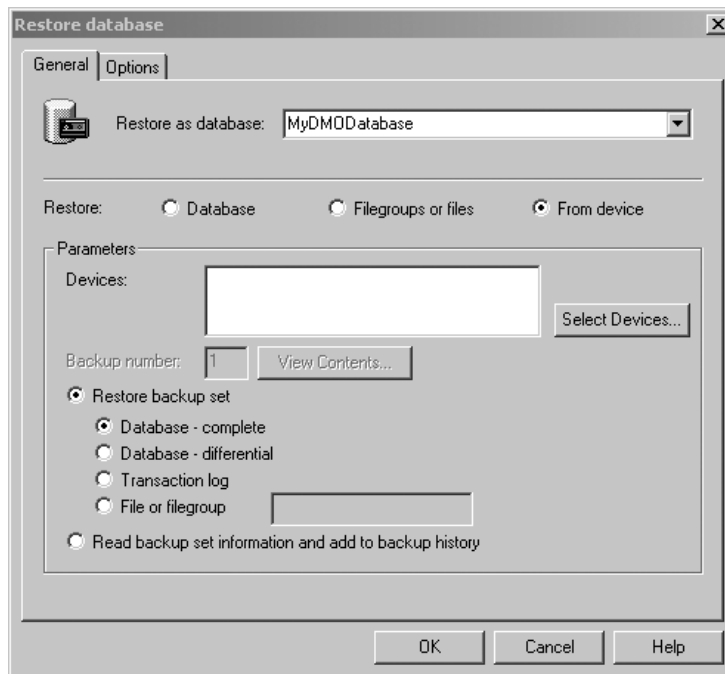 Restore database
General Options
Restore as database: MyDMODatabase
Restore: Database Filegroups or files From device
Parameters
Devices:
Select Devices...
Backup number: 1 View Contents...
Restore backup set
Database - complete
Database - differential
Transaction log
File or filegroup
Read backup set information and add to backup history
OK Cancel Help